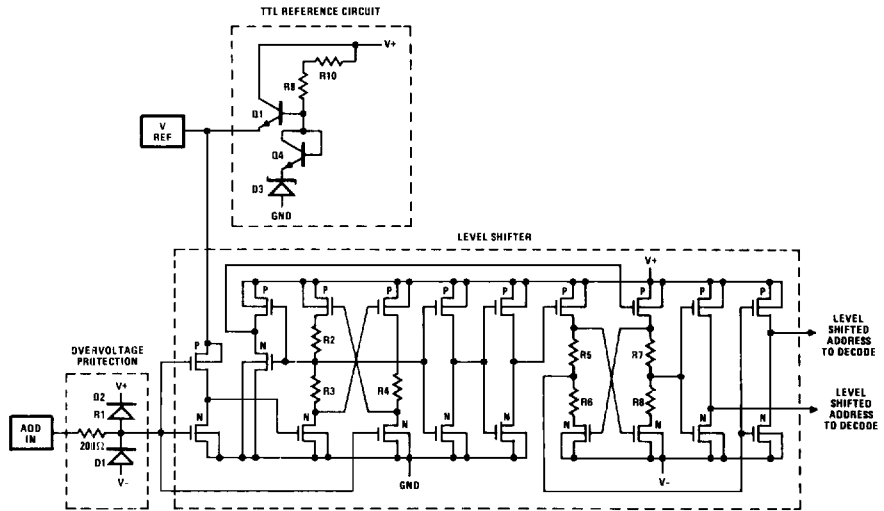 TTL REFERENCE CIRCUIT
V+
R10
R9
Q1
V
REF
Q4
D3
GND
LEVEL SHIFTER
V+
P
P
P
P
P
P
P
P
P
LEVEL
SHIFTED
ADDRESS
TO DECODE
R2
N
R5
R7
P
OVERVOLTAGE
PROTECTION
R3
R4
R6
R8
LEVEL
SHIFTED
ADDRESS
TO DECODE
D2
V+
R1
N
N
N
N
N
N
N
N
N
ADD
IN
D1
V-
GND
V-